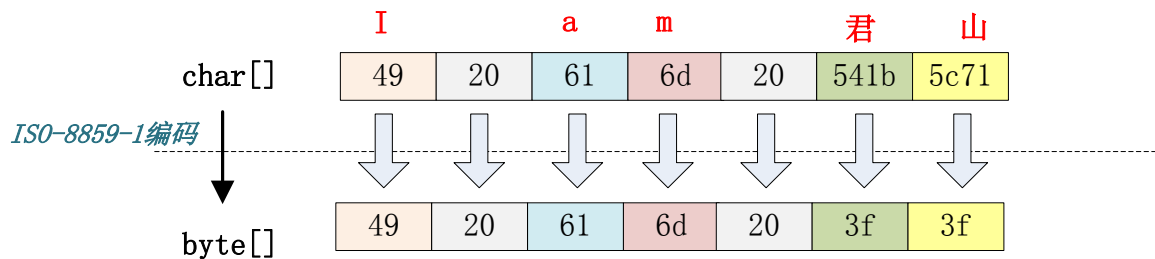 I a m 君 山
char[] 49 20 61 6d 20 541b 5c71
ISO-8859-1编码
byte[] 49 20 61 6d 20 3f 3f